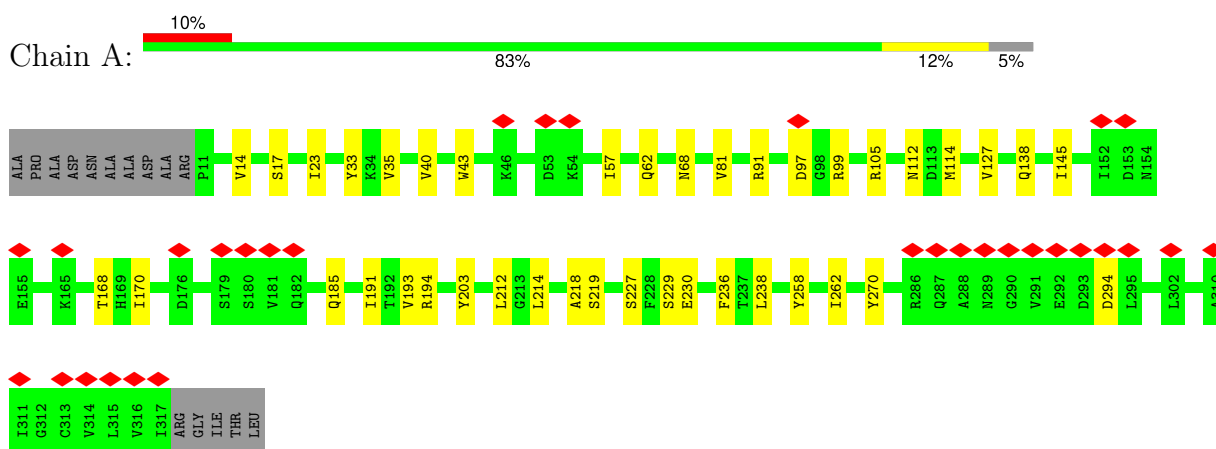 10%
Chain A:
83% 12% 5%
ALA PRO ALA ASP ASN ALA ALA ASP ALA ARG P11 V14 S17 I23 Y33 K34 V35 V40 W43 K46 D53 K54 I57 Q62 N68 V81 R91 D97 G98 R99 R105 N112 D113 M114 V127 Q138 I145 I152 D153 N154
E155 K165 T168 H169 I170 D176 S179 S180 V181 Q182 Q185 I191 T192 V193 R194 Y203 L212 G213 L214 A218 S219 S227 F228 S229 E230 F236 T237 L238 Y258 I262 Y270 R286 Q287 A288 N289 G290 V291 E292 D293 D294 L295 L302 A310
I311 G312 C313 V314 L315 V316 I317 ARG GLY ILE THR LEU